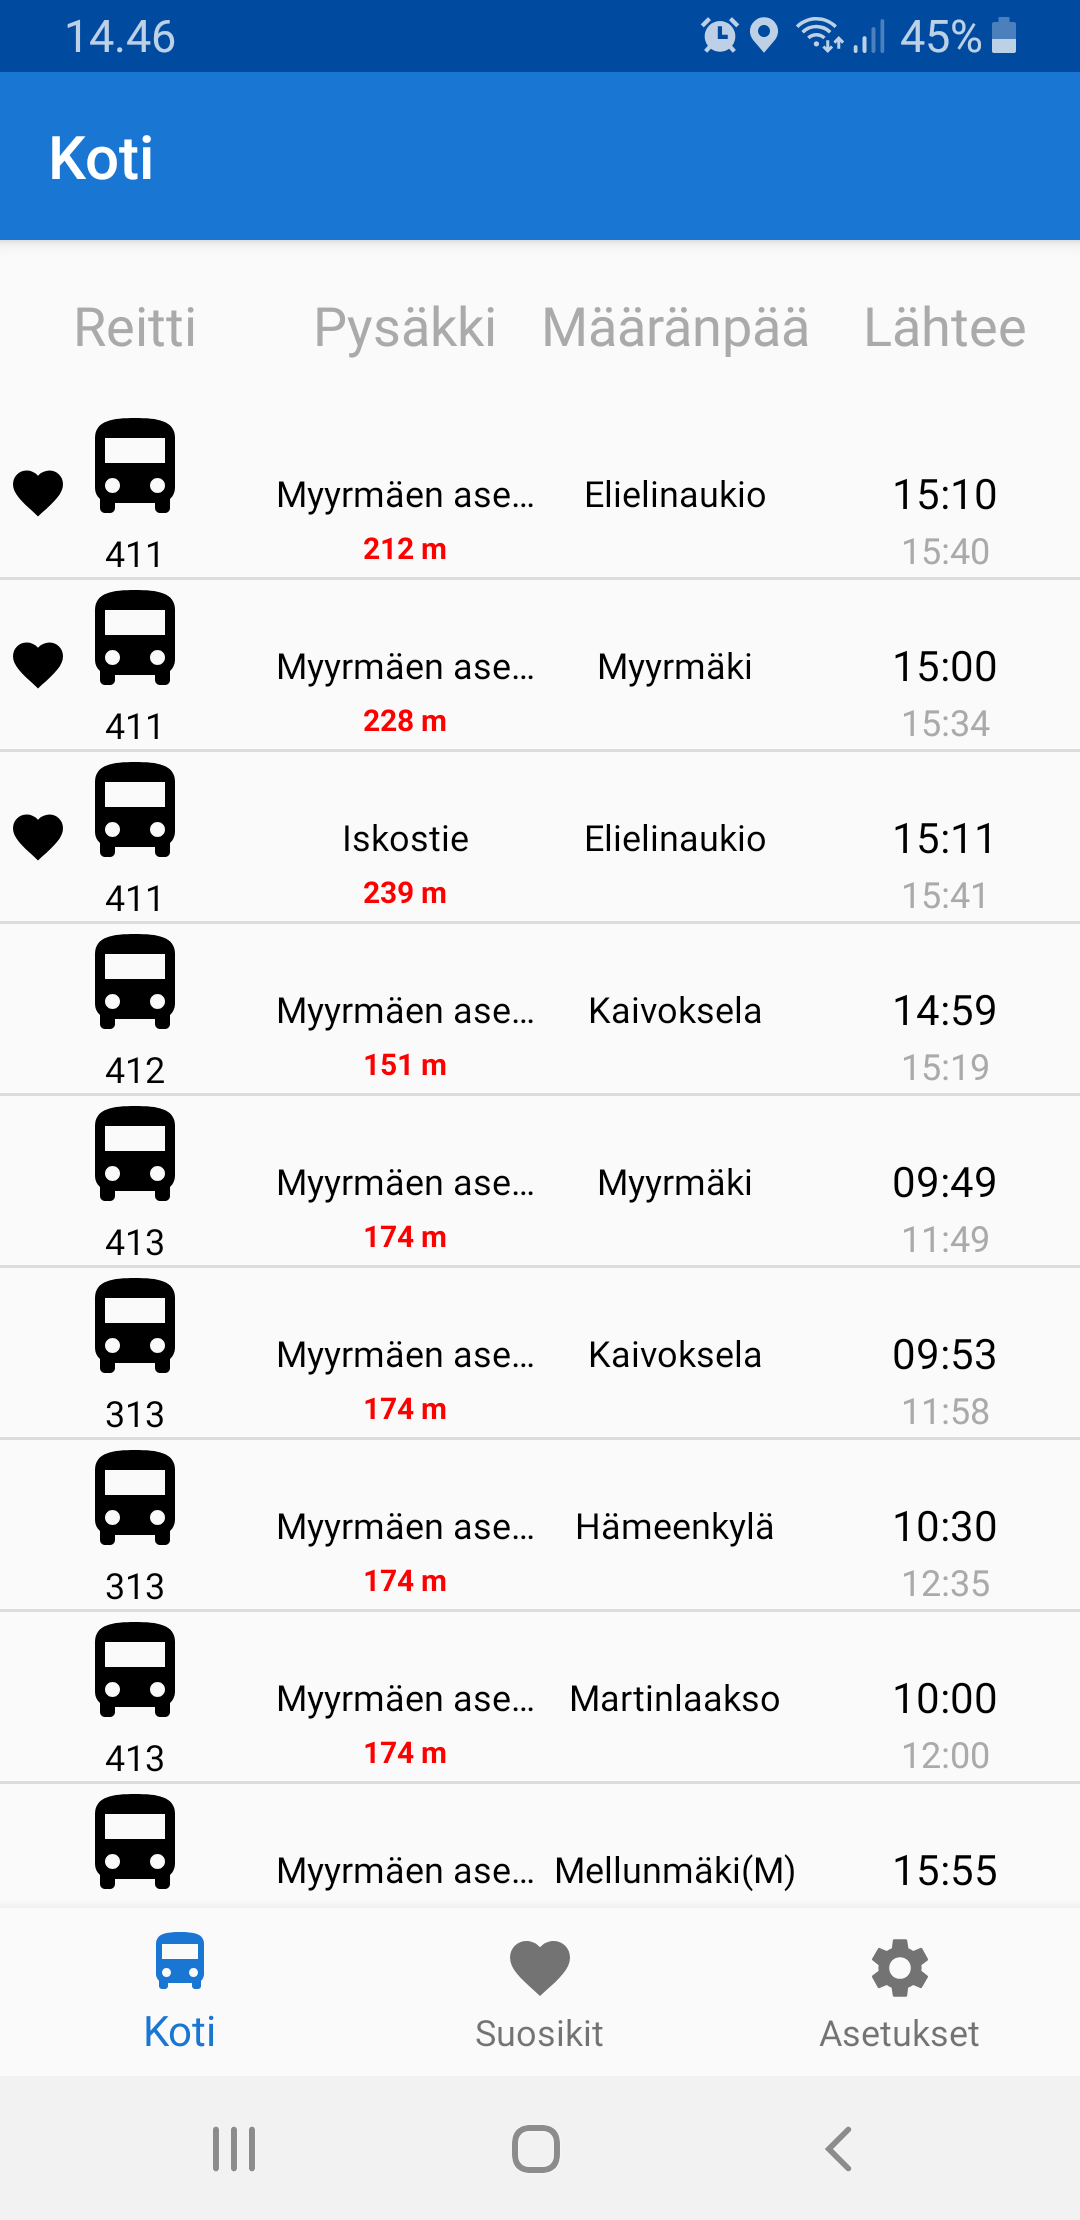 14.46 45%
Koti
Reitti Pysäkki Määränpää Lähtee
Myyrmäen ase... Elielinaukio 15:10
411 212 m 15:40
Myyrmäen ase... Myyrmäki 15:00
411 228 m 15:34
Iskostie Elielinaukio 15:11
411 239 m 15:41
Myyrmäen ase... Kaivoksela 14:59
412 151 m 15:19
Myyrmäen ase... Myyrmäki 09:49
413 174 m 11:49
Myyrmäen ase... Kaivoksela 09:53
313 174 m 11:58
Myyrmäen ase... Hämeenkylä 10:30
313 174 m 12:35
Myyrmäen ase... Martinlaakso 10:00
413 174 m 12:00
Myyrmäen ase... Mellunmäki(M) 15:55
Koti Suosikit Asetukset